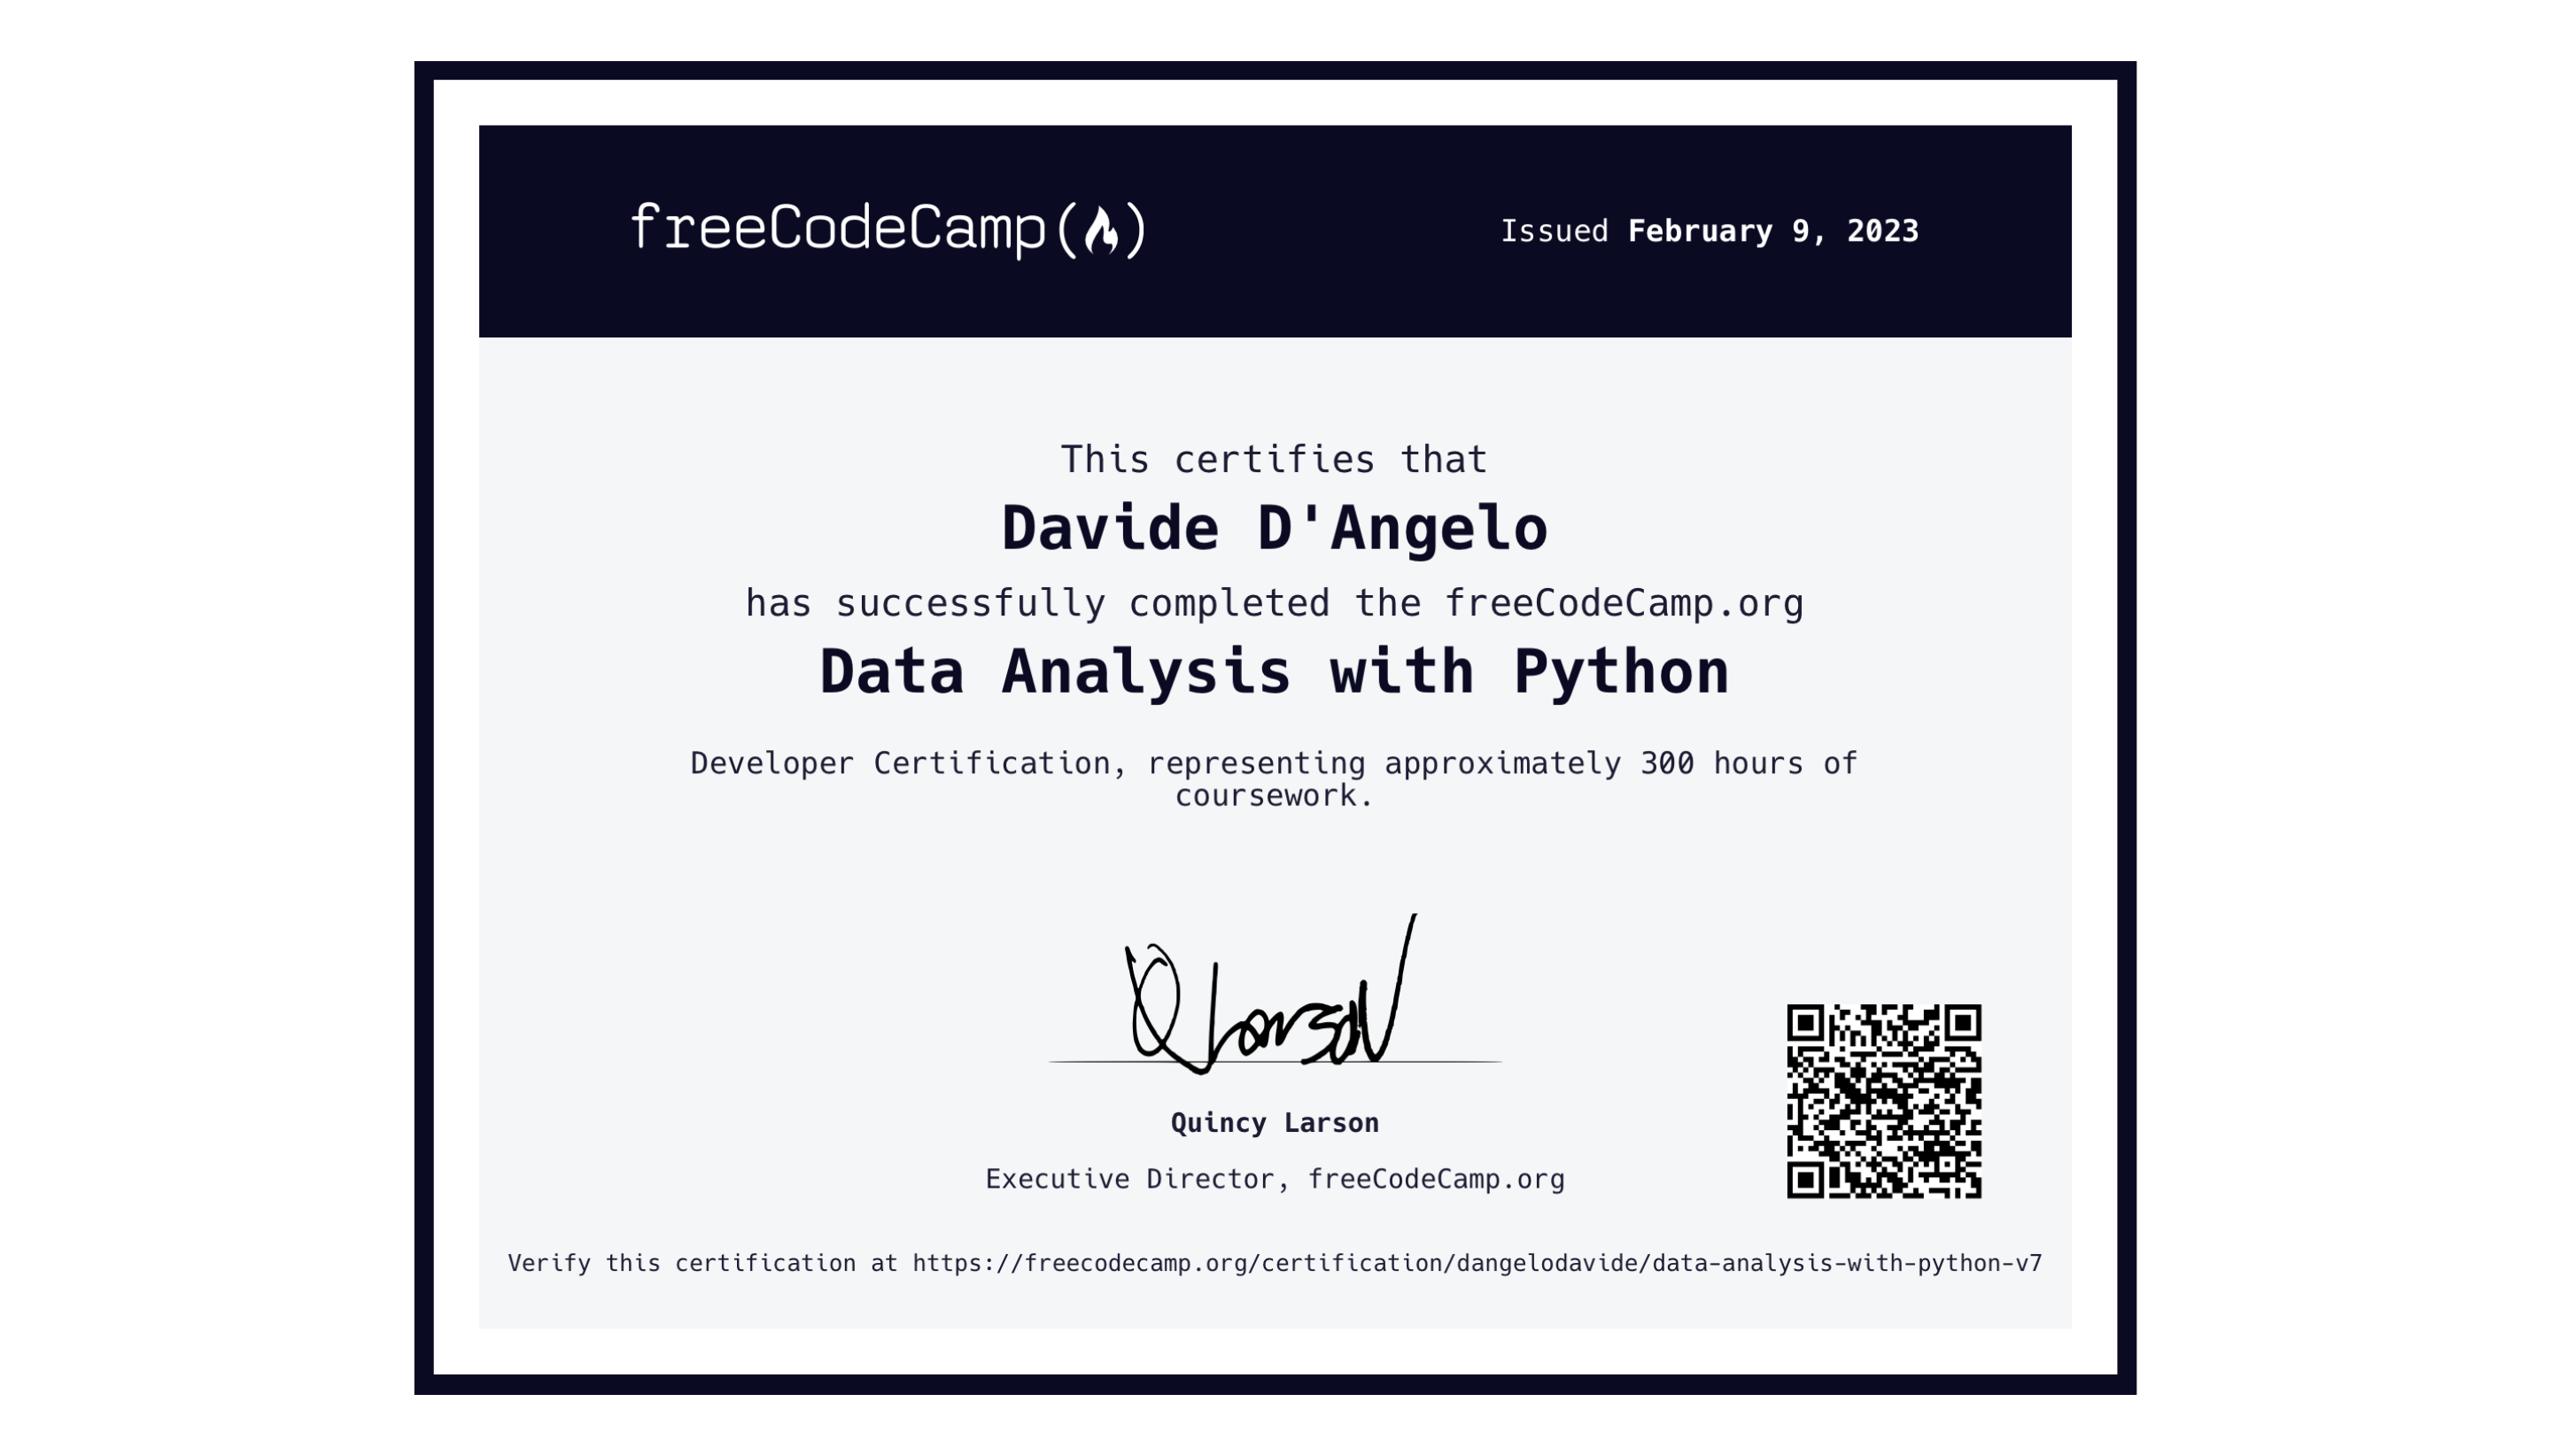 freeCodeCamp
Issued February 9, 2023
This certifies that
Davide D'Angelo
has successfully completed the freeCodeCamp.org
Data Analysis with Python
Developer Certification, representing approximately 300 hours of
coursework.
Q Larson
Quincy Larson
Executive Director, freeCodeCamp.org
Verify this certification at https://freecodecamp.org/certification/dangelodavide/data-analysis-with-python-v7